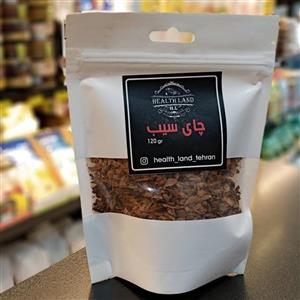 HEALTH LAND
H.L
چای سیب
120 gr
health_land_tehran